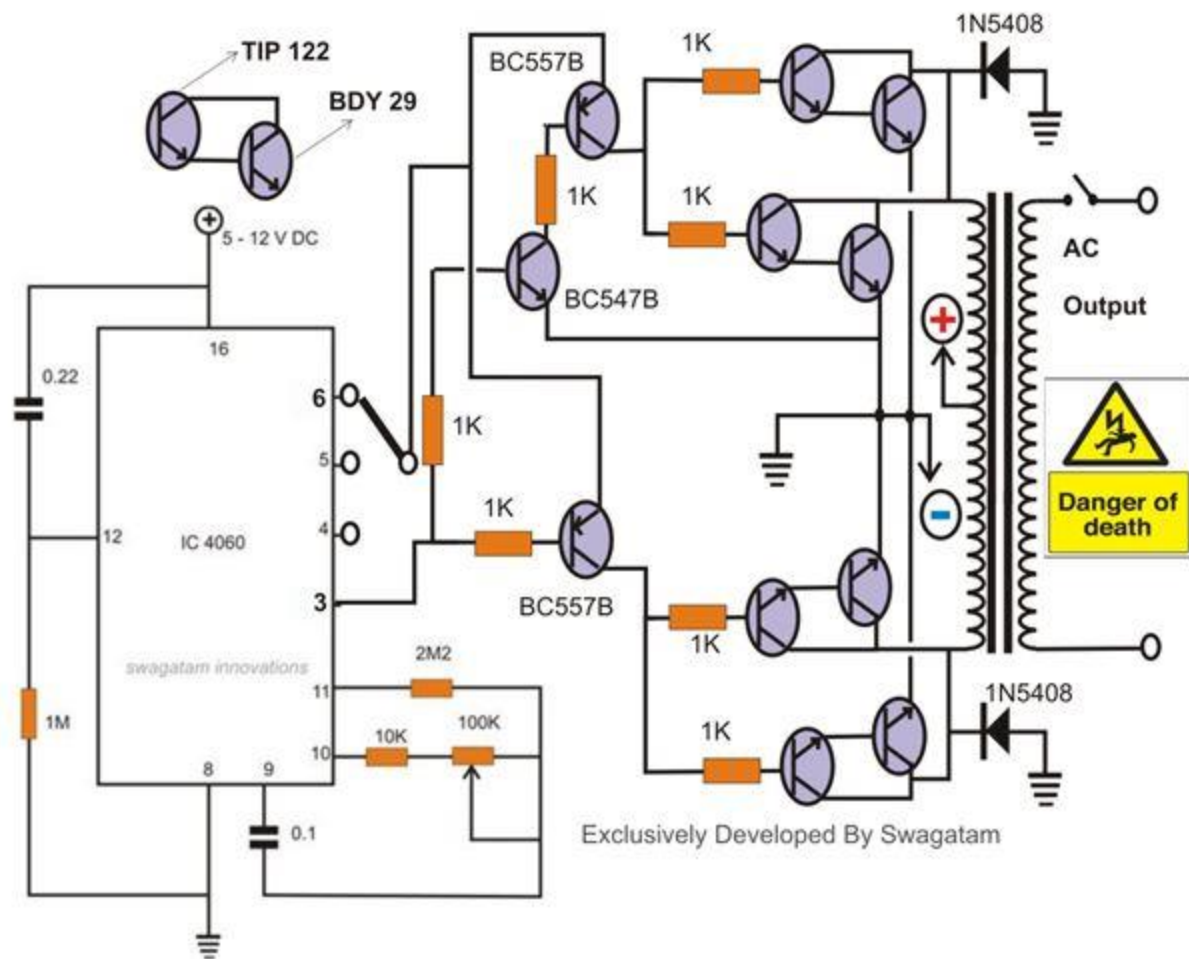 TIP 122
BDY 29
+
5 - 12 V DC
0.22
16
6
5
4
12
IC 4060
3
swagatam innovations
11
10
1M
8
9
2M2
10K
100K
0.1
BC557B
1K
BC547B
1K
1K
BC557B
1K
1K
1K
1K
1N5408
AC
Output
+
-
Danger of
death
1N5408
Exclusively Developed By Swagatam